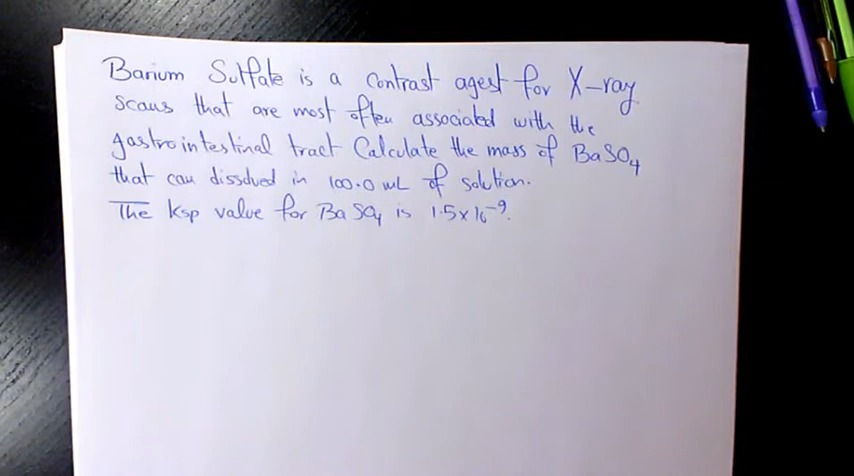 Barium Sulfate is a contrast agent for X-ray
scans that are most often associated with the
gastrointestinal tract Calculate the mass of BaSO4
that can dissolved in 100.0 mL of solution.
The Ksp value for BaSO4 is 1.5x10⁻⁹.